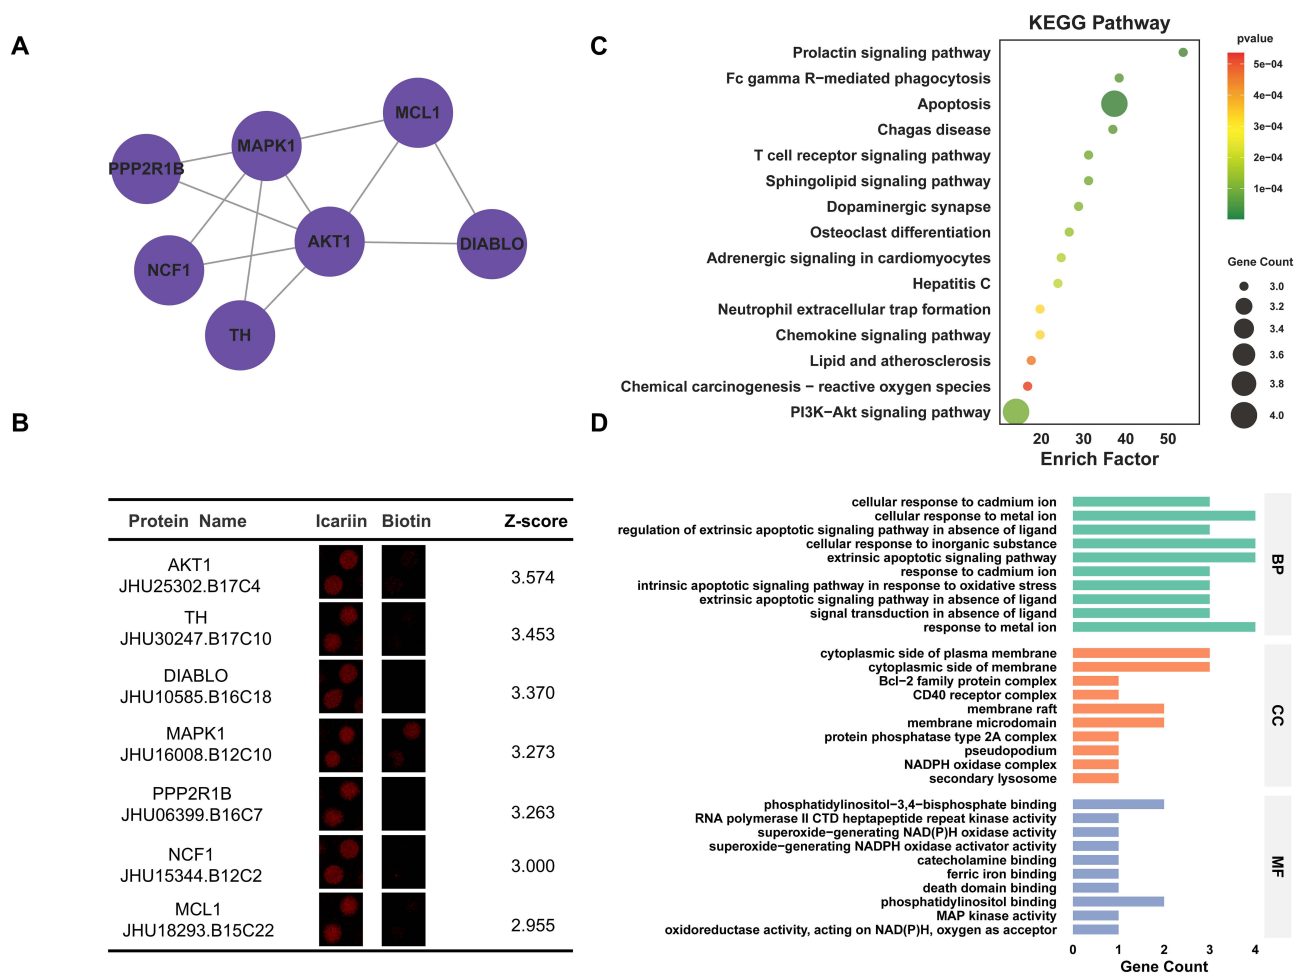 A
MCL1
MAPK1
PPP2R1B
AKT1
DIABLO
NCF1
TH
B
Protein Name Icariin Biotin Z-score
AKT1
JHU25302.B17C4
3.574
TH
JHU30247.B17C10
3.453
DIABLO
JHU10585.B16C18
3.370
MAPK1
JHU16008.B12C10
3.273
PPP2R1B
JHU06399.B16C7
3.263
NCF1
JHU15344.B12C2
3.000
MCL1
JHU18293.B15C22
2.955
C
KEGG Pathway
Prolactin signaling pathway
Fc gamma R−mediated phagocytosis
Apoptosis
Chagas disease
T cell receptor signaling pathway
Sphingolipid signaling pathway
Dopaminergic synapse
Osteoclast differentiation
Adrenergic signaling in cardiomyocytes
Hepatitis C
Neutrophil extracellular trap formation
Chemokine signaling pathway
Lipid and atherosclerosis
Chemical carcinogenesis − reactive oxygen species
PI3K−Akt signaling pathway
20 30 40 50
Enrich Factor
pvalue
5e−04
4e−04
3e−04
2e−04
1e−04
Gene Count
3.0
3.2
3.4
3.6
3.8
4.0
D
cellular response to cadmium ion
cellular response to metal ion
regulation of extrinsic apoptotic signaling pathway in absence of ligand
cellular response to inorganic substance
extrinsic apoptotic signaling pathway
response to cadmium ion
intrinsic apoptotic signaling pathway in response to oxidative stress
extrinsic apoptotic signaling pathway in absence of ligand
signal transduction in absence of ligand
response to metal ion
BP
cytoplasmic side of plasma membrane
cytoplasmic side of membrane
Bcl−2 family protein complex
CD40 receptor complex
membrane raft
membrane microdomain
protein phosphatase type 2A complex
pseudopodium
NADPH oxidase complex
secondary lysosome
CC
phosphatidylinositol−3,4−bisphosphate binding
RNA polymerase II CTD heptapeptide repeat kinase activity
superoxide−generating NAD(P)H oxidase activity
superoxide−generating NADPH oxidase activator activity
catecholamine binding
ferric iron binding
death domain binding
phosphatidylinositol binding
MAP kinase activity
oxidoreductase activity, acting on NAD(P)H, oxygen as acceptor
MF
0 1 2 3 4
Gene Count